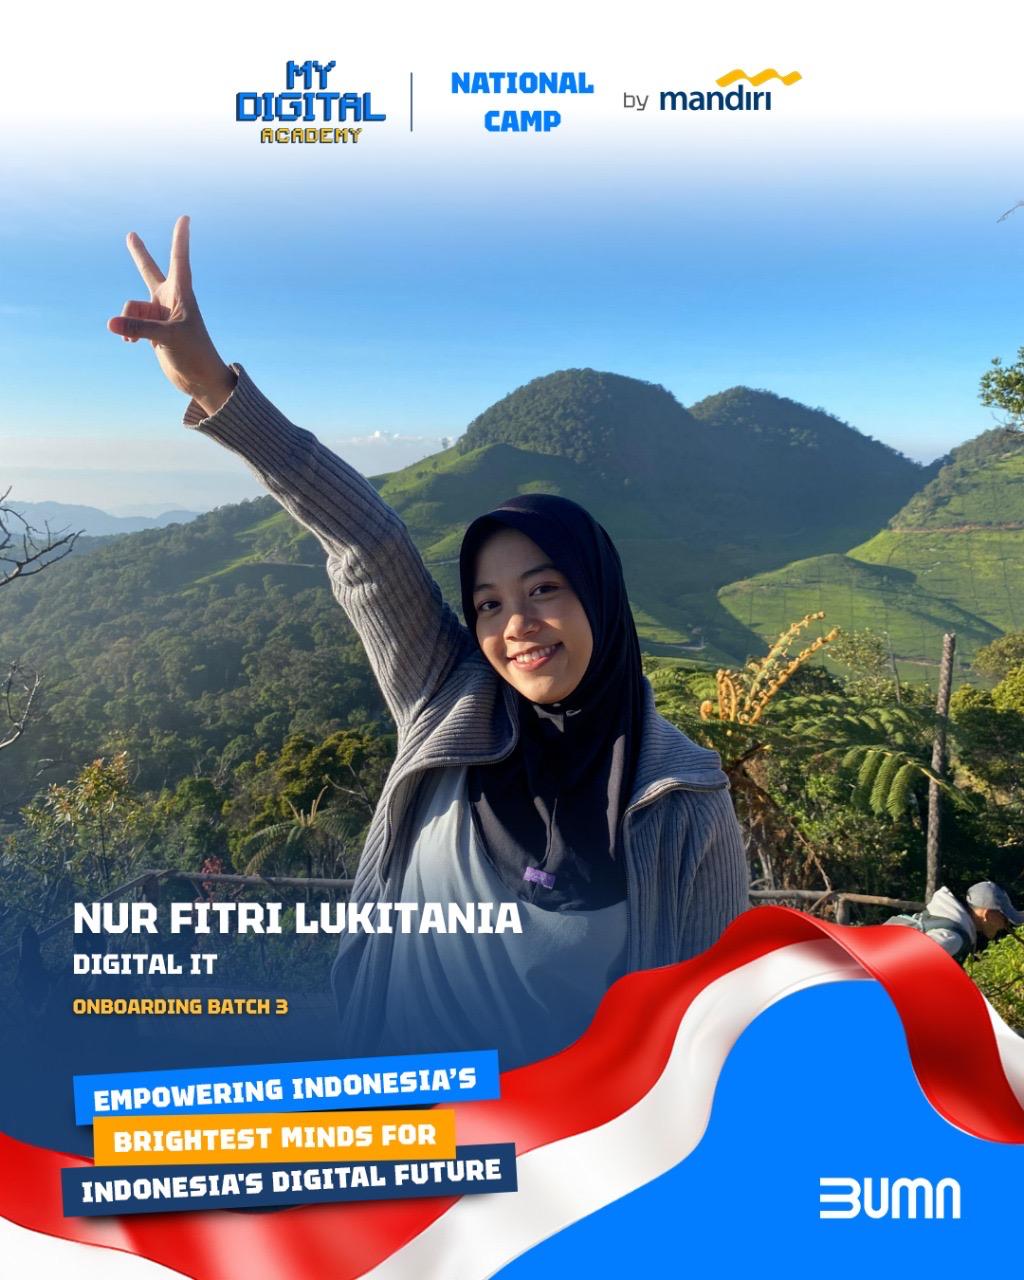 MY
DIGITAL
ACADEMY
NATIONAL
CAMP
by mandiri
NUR FITRI LUKITANIA
DIGITAL IT
ONBOARDING BATCH 3
EMPOWERING INDONESIA'S
BRIGHTEST MINDS FOR
INDONESIA'S DIGITAL FUTURE
BUMN